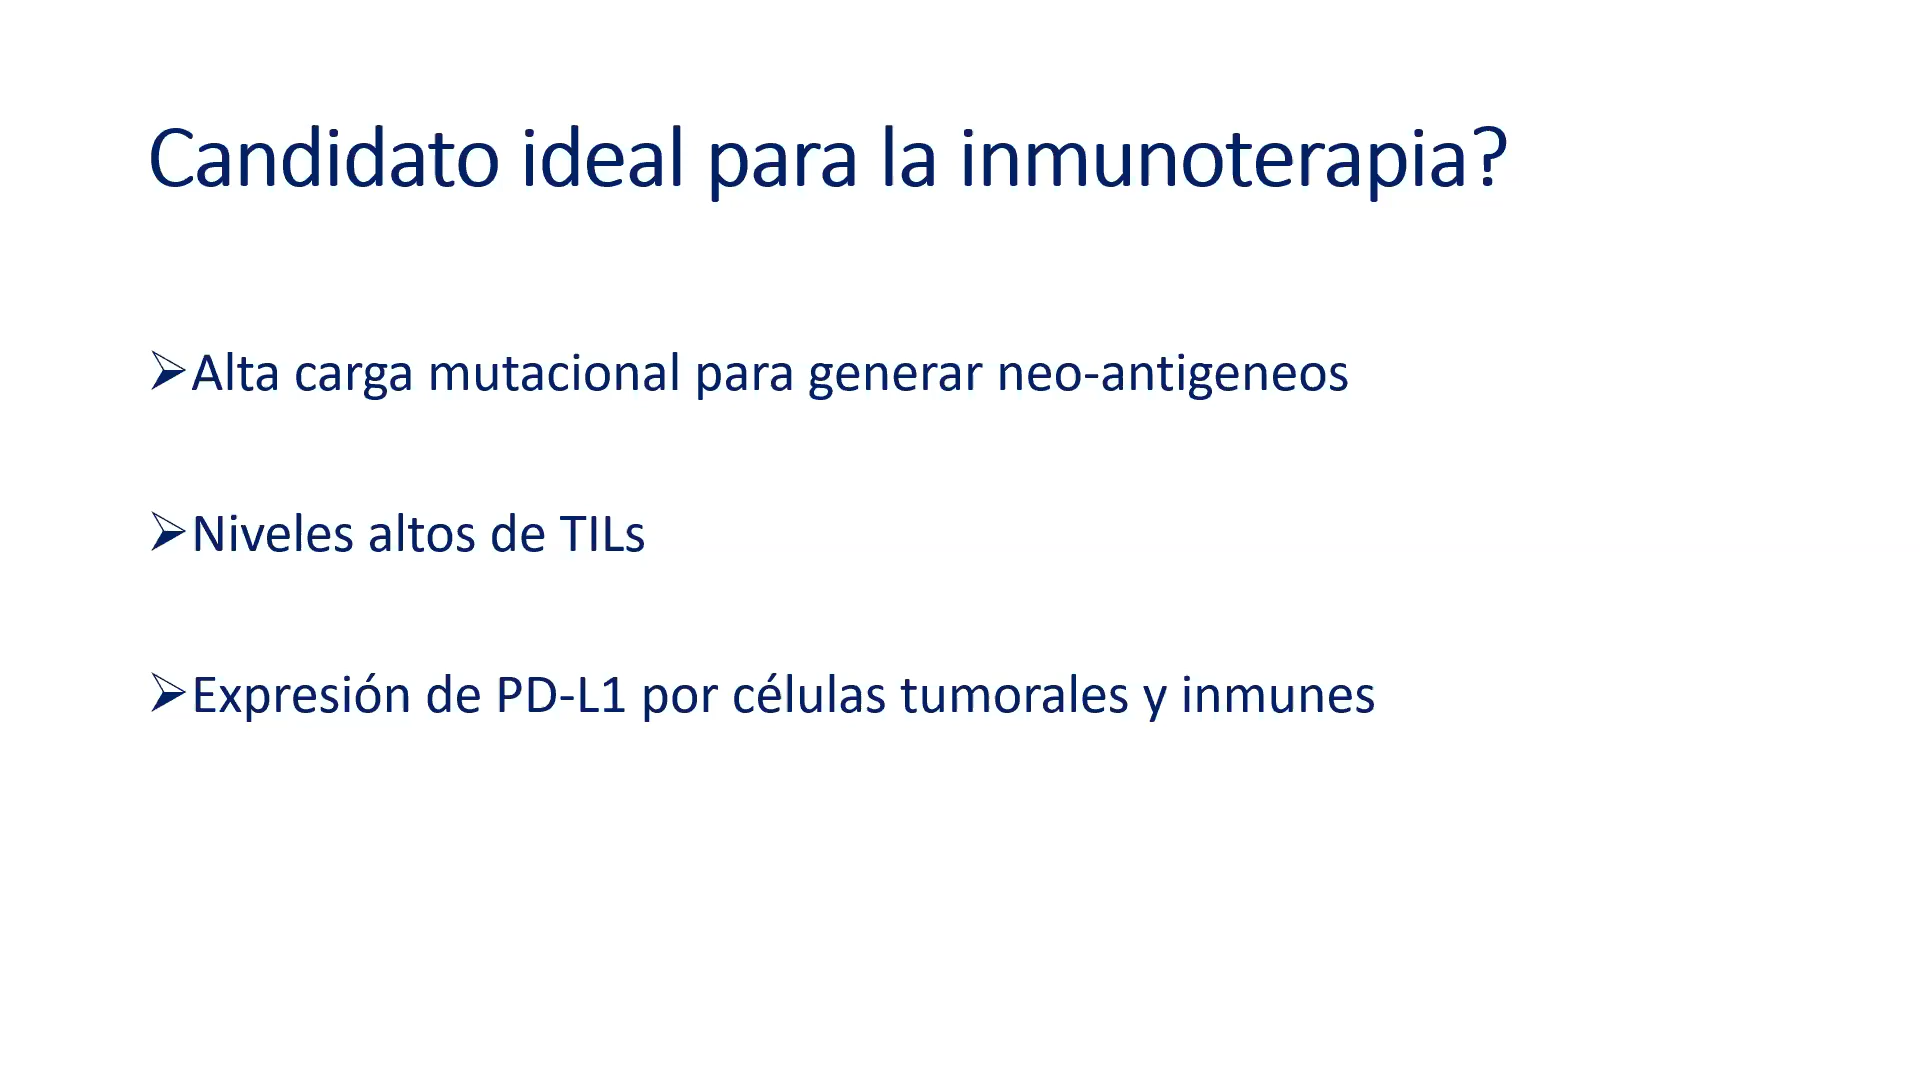 Candidato ideal para la inmunoterapia?
➢Alta carga mutacional para generar neo-antigeneos
➢Niveles altos de TILs
➢Expresión de PD-L1 por células tumorales y inmunes